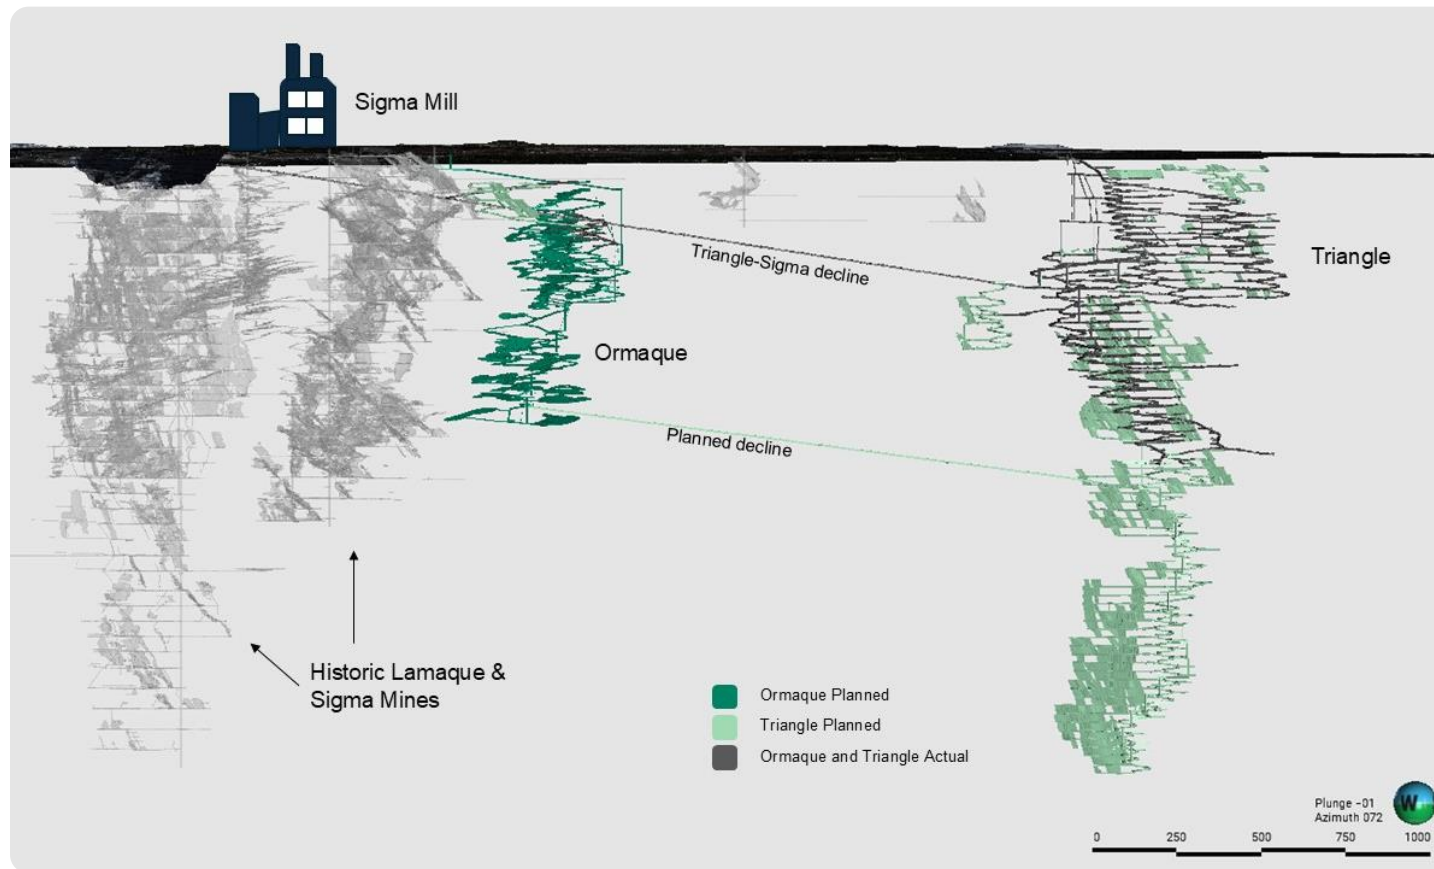 Sigma Mill
Triangle-Sigma decline
Triangle
Ormaque
Planned decline
Historic Lamaque &
Sigma Mines
Ormaque Planned
Triangle Planned
Ormaque and Triangle Actual
Plunge -01
Azimuth 072
W
0 250 500 750 1000